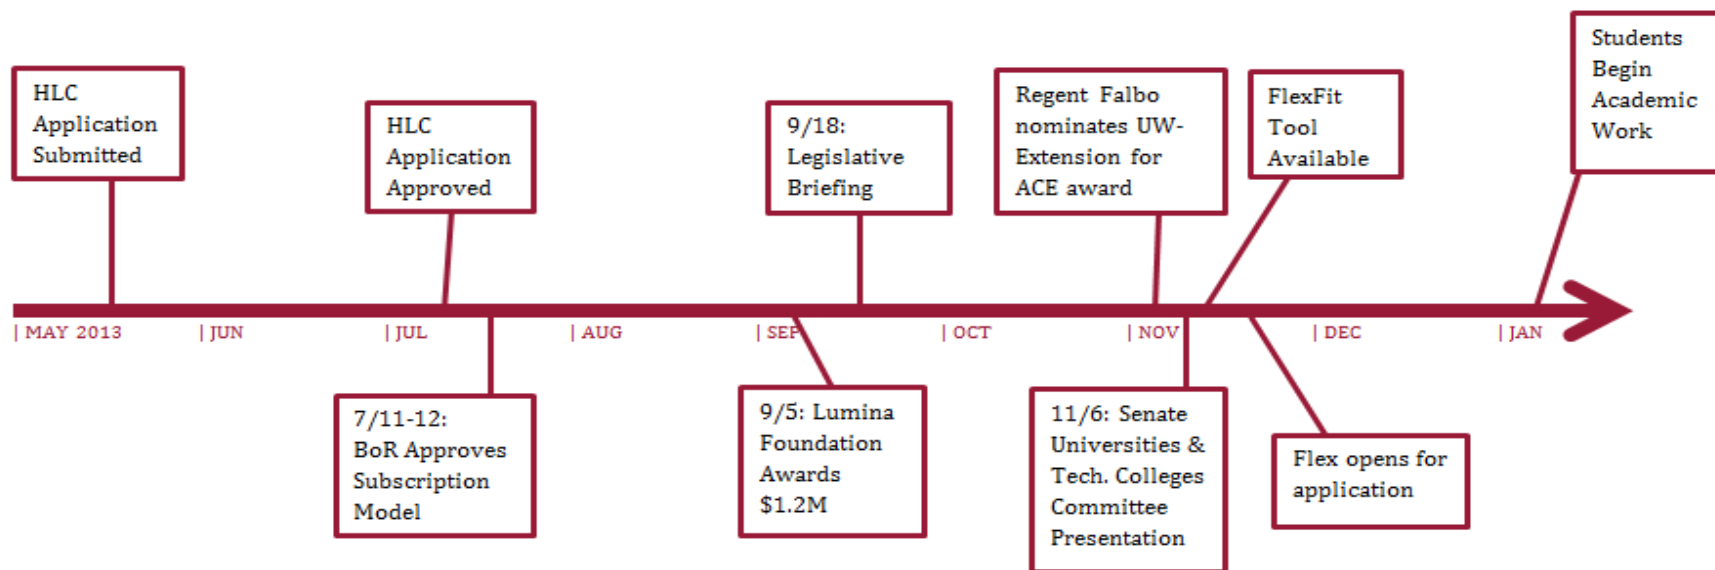 HLC
Application
Submitted
HLC
Application
Approved
9/18:
Legislative
Briefing
Regent Falbo
nominates UW-
Extension for
ACE award
FlexFit
Tool
Available
Students
Begin
Academic
Work
| MAY 2013
| JUN
| JUL
| AUG
| SEP
| OCT
| NOV
| DEC
| JAN
7/11-12:
BoR Approves
Subscription
Model
9/5: Lumina
Foundation
Awards
$1.2M
11/6: Senate
Universities &
Tech. Colleges
Committee
Presentation
Flex opens for
application